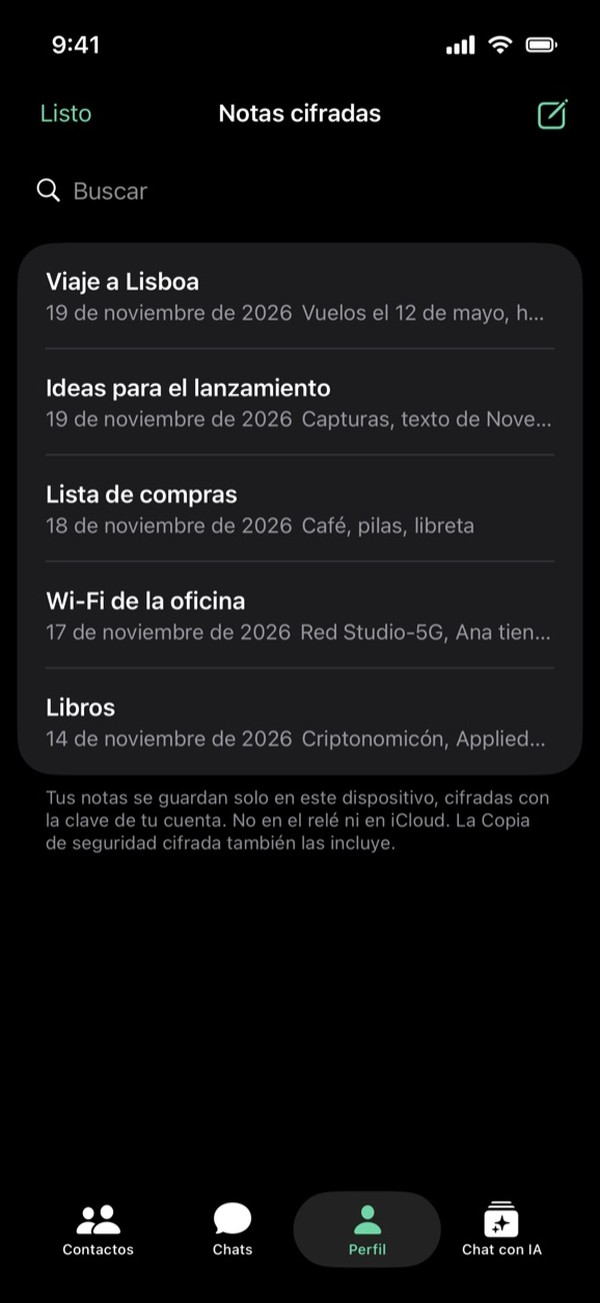 9:41
Listo
Notas cifradas
Buscar
Viaje a Lisboa
19 de noviembre de 2026 Vuelos el 12 de mayo, h...
Ideas para el lanzamiento
19 de noviembre de 2026 Capturas, texto de Nove...
Lista de compras
18 de noviembre de 2026 Café, pilas, libreta
Wi-Fi de la oficina
17 de noviembre de 2026 Red Studio-5G, Ana tien...
Libros
14 de noviembre de 2026 Criptonomicón, Applied...
Tus notas se guardan solo en este dispositivo, cifradas con
la clave de tu cuenta. No en el relé ni en iCloud. La Copia
de seguridad cifrada también las incluye.
Contactos
Chats
Perfil
Chat con IA